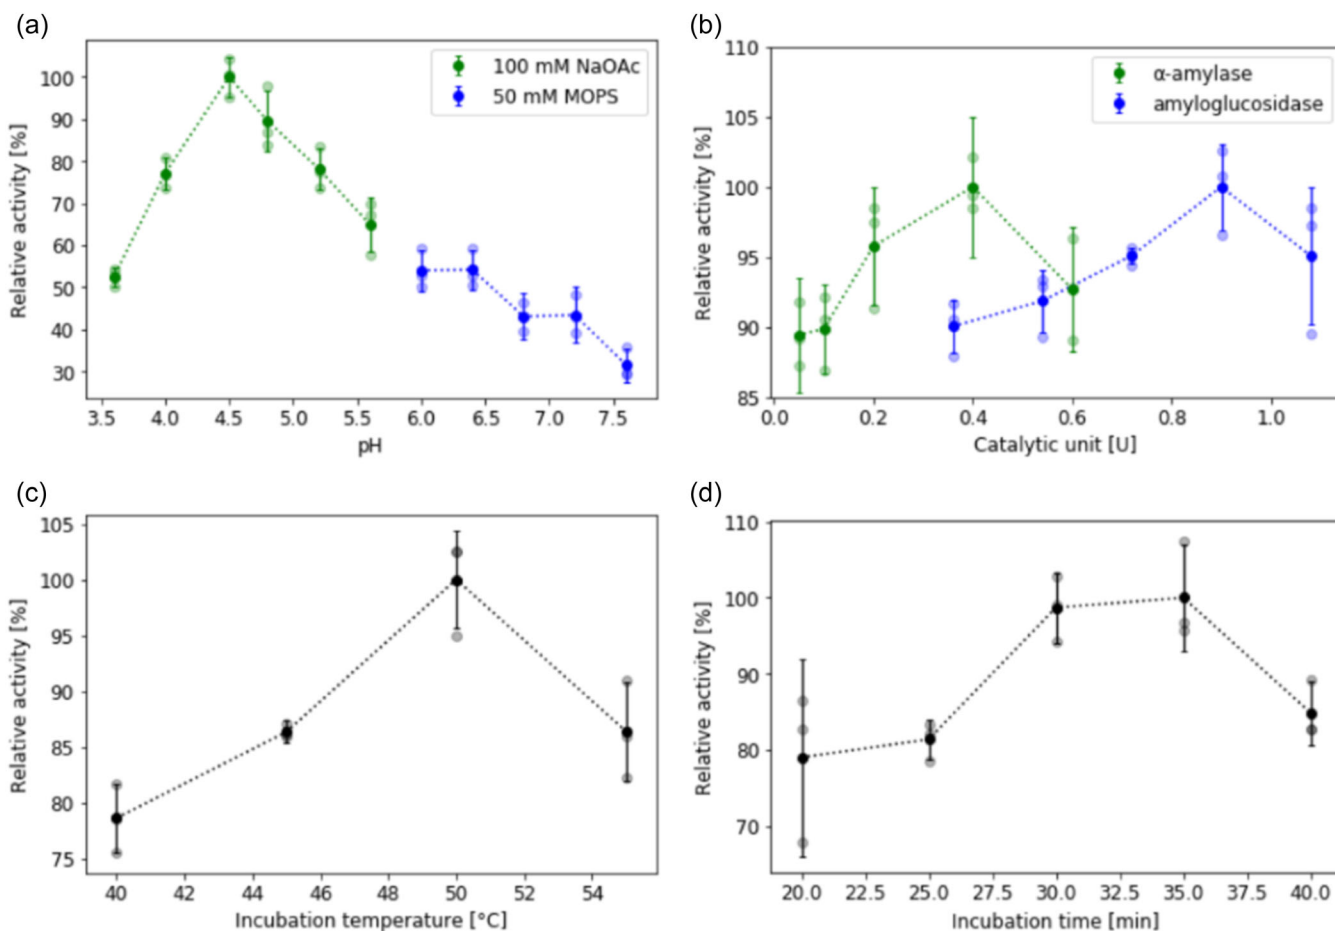 (a)
100 mM NaOAc
50 mM MOPS
Relative activity [%]
100
90
80
70
60
50
40
30
3.5 4.0 4.5 5.0 5.5 6.0 6.5 7.0 7.5
pH
(b)
α-amylase
amyloglucosidase
Relative activity [%]
110
105
100
95
90
85
0.0 0.2 0.4 0.6 0.8 1.0
Catalytic unit [U]
(c)
Relative activity [%]
105
100
95
90
85
80
75
40 42 44 46 48 50 52 54
Incubation temperature [°C]
(d)
Relative activity [%]
110
100
90
80
70
20.0 22.5 25.0 27.5 30.0 32.5 35.0 37.5 40.0
Incubation time [min]